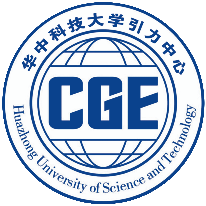 华中科技大学引力中心
CGE
Huazhong University of Science and Technology